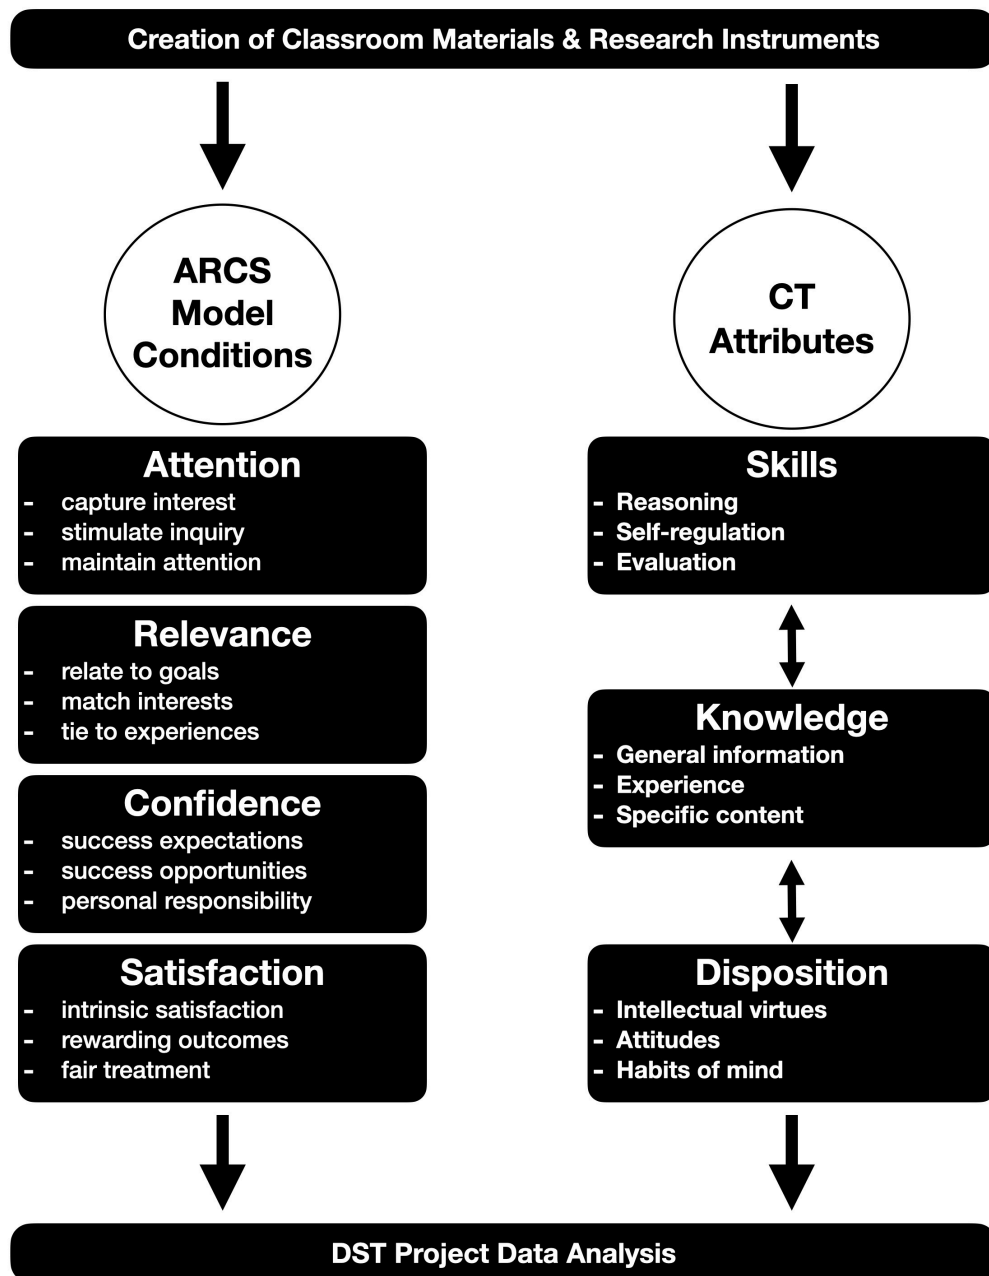 Creation of Classroom Materials & Research Instruments
ARCS
Model
Conditions
Attention
- capture interest
- stimulate inquiry
- maintain attention
Relevance
- relate to goals
- match interests
- tie to experiences
Confidence
- success expectations
- success opportunities
- personal responsibility
Satisfaction
- intrinsic satisfaction
- rewarding outcomes
- fair treatment
CT
Attributes
Skills
- Reasoning
- Self-regulation
- Evaluation
Knowledge
- General information
- Experience
- Specific content
Disposition
- Intellectual virtues
- Attitudes
- Habits of mind
DST Project Data Analysis